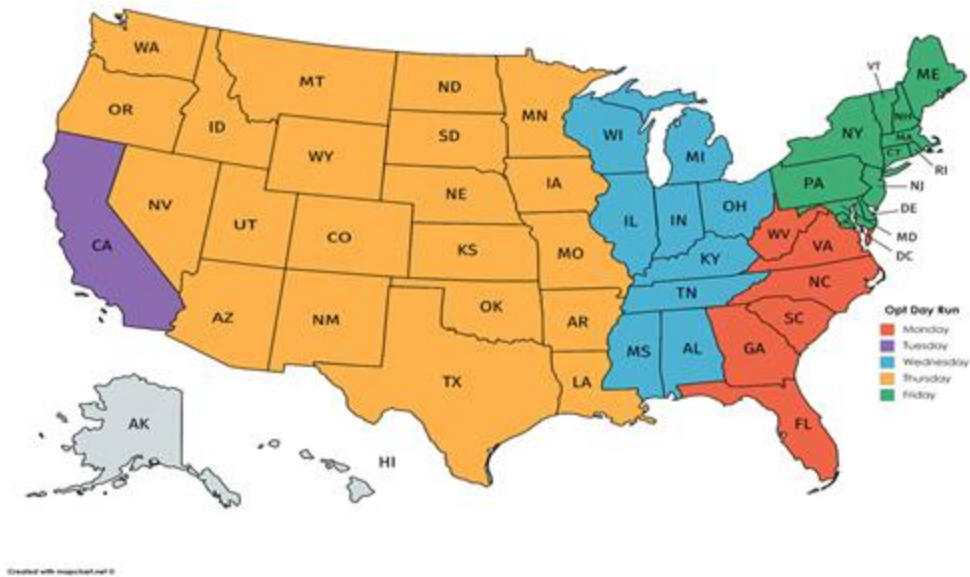 WA
MT
ND
MN
OR
ID
SD
WY
WI
MI
VT
ME
NH
NY
MA
CT
RI
NV
UT
CO
NE
IA
IL
IN
OH
PA
NJ
DE
MD
DC
CA
KS
MO
KY
WV
VA
AZ
NM
OK
AR
TN
NC
SC
TX
LA
MS
AL
GA
FL
AK
HI
Opt Day Run
Monday
Tuesday
Wednesday
Thursday
Friday
Created with mapchart.net ©